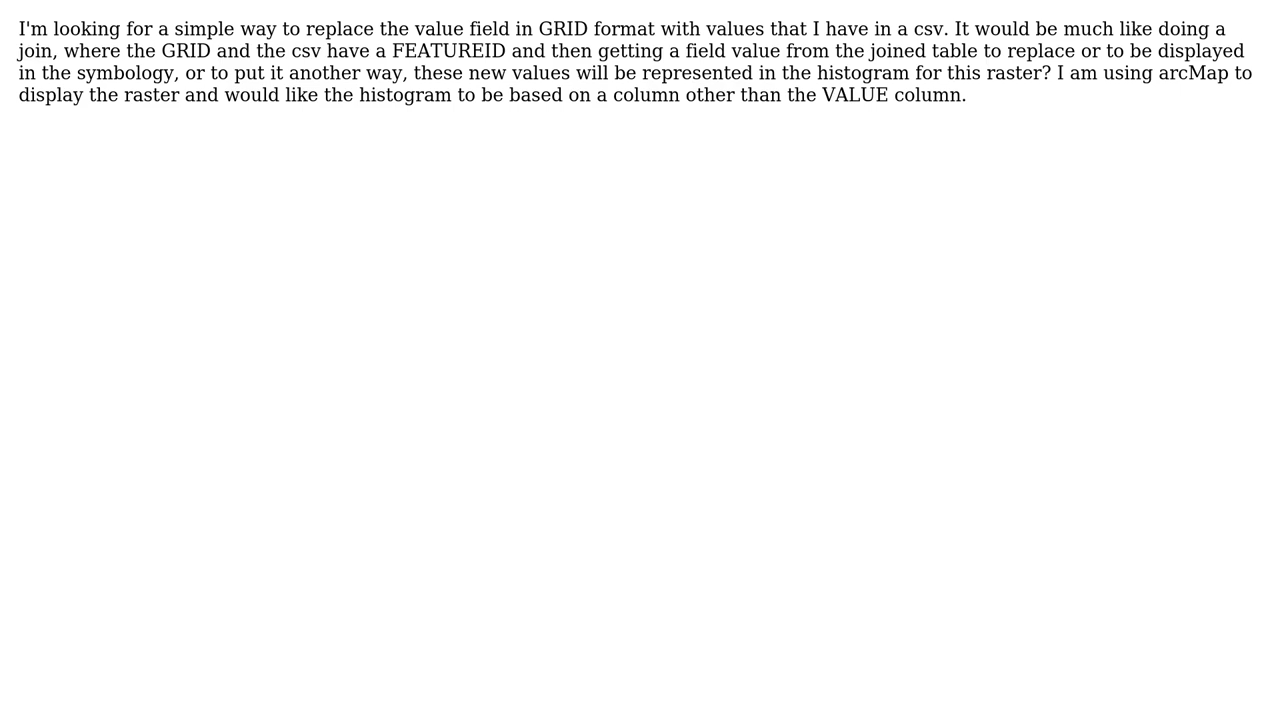 I'm looking for a simple way to replace the value field in GRID format with values that I have in a csv. It would be much like doing a
join, where the GRID and the csv have a FEATUREID and then getting a field value from the joined table to replace or to be displayed
in the symbology, or to put it another way, these new values will be represented in the histogram for this raster? I am using arcMap to
display the raster and would like the histogram to be based on a column other than the VALUE column.